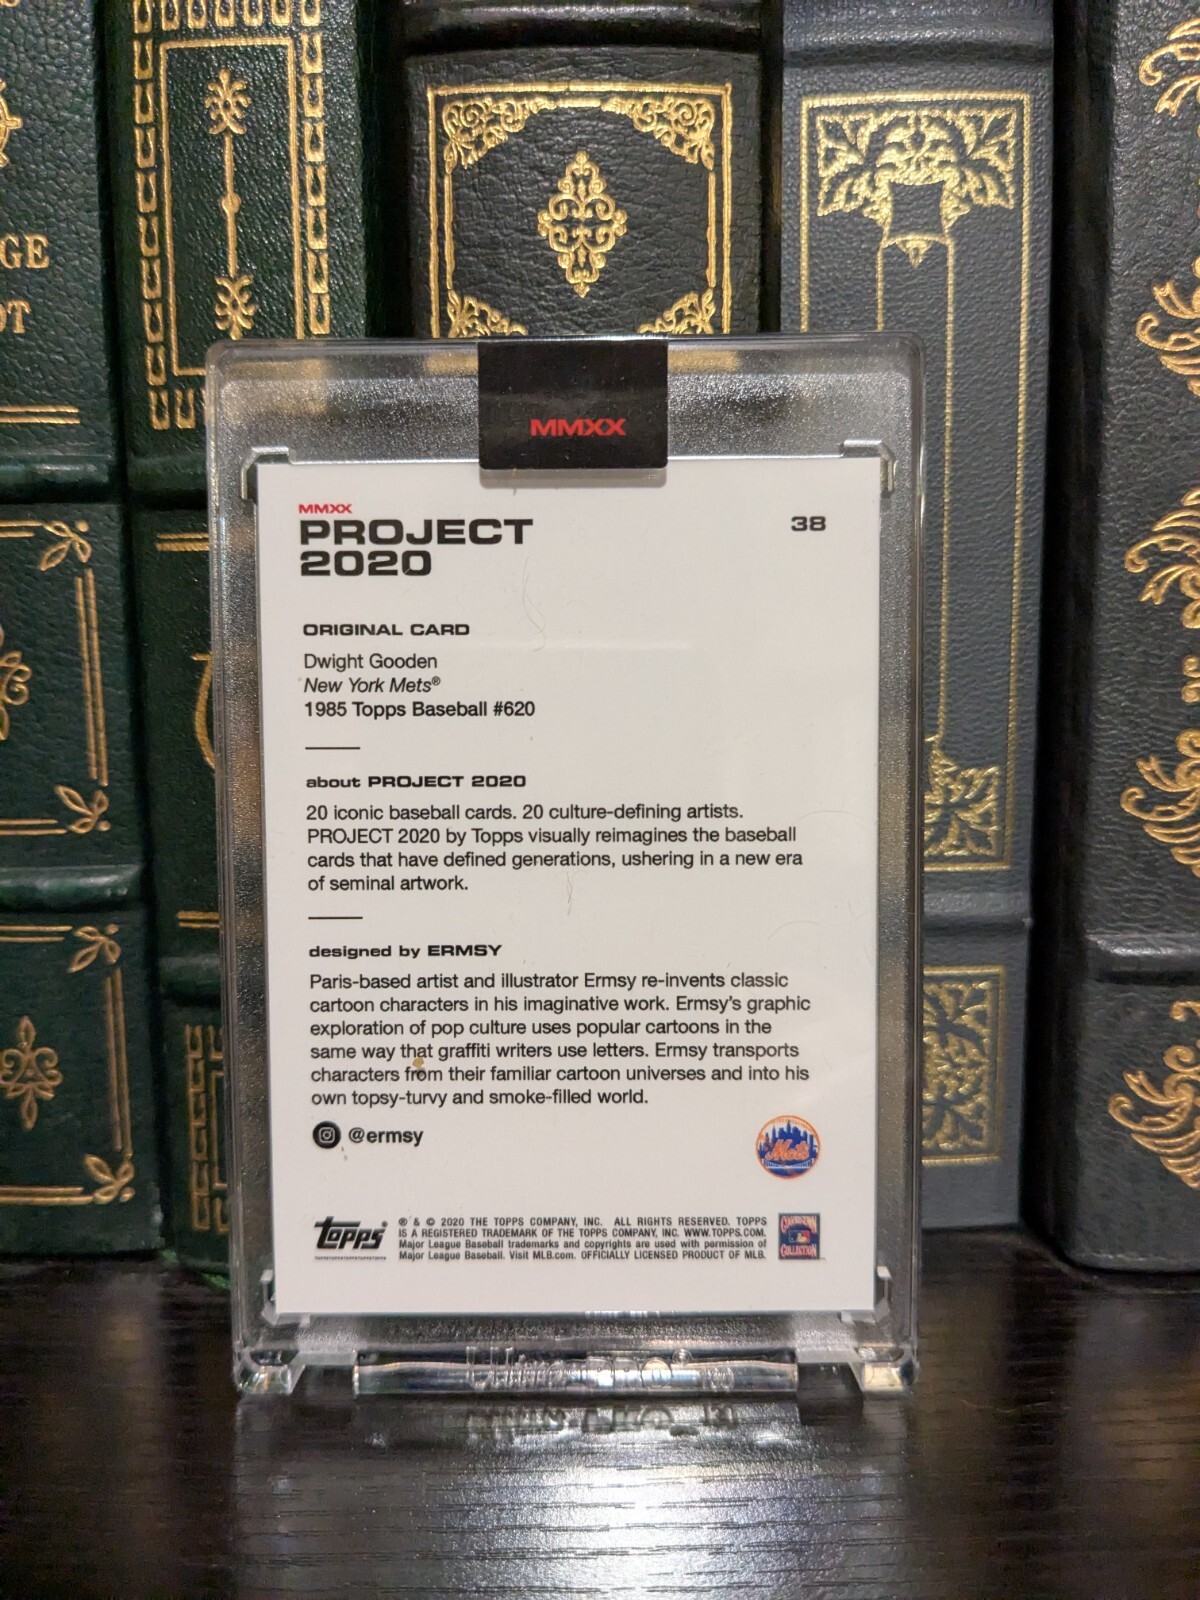 GE
OT
MMXX
MMXX
PROJECT
2020
38
ORIGINAL CARD
Dwight Gooden
New York Mets®
1985 Topps Baseball #620
about PROJECT 2020
20 iconic baseball cards. 20 culture-defining artists.
PROJECT 2020 by Topps visually reimagines the baseball
cards that have defined generations, ushering in a new era
of seminal artwork.
designed by ERMSY
Paris-based artist and illustrator Ermsy re-invents classic
cartoon characters in his imaginative work. Ermsy's graphic
exploration of pop culture uses popular cartoons in the
same way that graffiti writers use letters. Ermsy transports
characters from their familiar cartoon universes and into his
own topsy-turvy and smoke-filled world.
@ermsy
Mets
topps
® & © 2020 THE TOPPS COMPANY, INC. ALL RIGHTS RESERVED. TOPPS
IS A REGISTERED TRADEMARK OF THE TOPPS COMPANY, INC. WWW.TOPPS.COM.
Major League Baseball trademarks and copyrights are used with permission of
Major League Baseball. Visit MLB.com. OFFICIALLY LICENSED PRODUCT OF MLB.
COOPERSTOWN
COLLECTION
Ultra PRO®